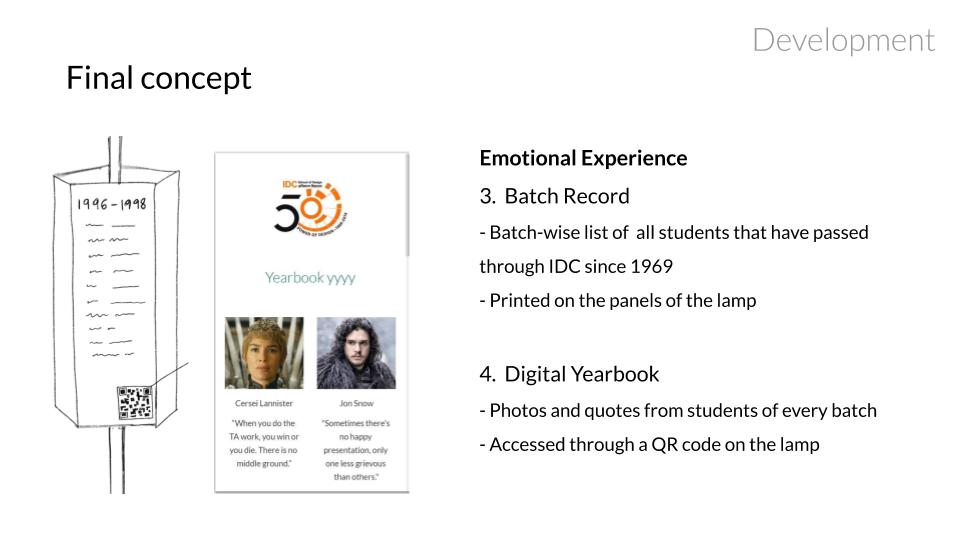 Development
Final concept
1996-1998
IDC
50
Yearbook yyyy
Cersei Lannister
"When you do the
TA work, you win or
you die. There is no
middle ground."
Jon Snow
"Sometimes there's
no happy
presentation, only
one less grievous
than others."
Emotional Experience
3. Batch Record
- Batch-wise list of all students that have passed
through IDC since 1969
- Printed on the panels of the lamp
4. Digital Yearbook
- Photos and quotes from students of every batch
- Accessed through a QR code on the lamp